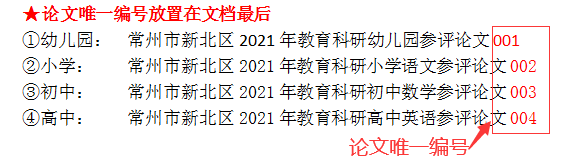 ★论文唯一编号放置在文档最后
①幼儿园： 常州市新北区 2021 年教育科研幼儿园参评论文001
②小学： 常州市新北区 2021 年教育科研小学语文参评论文 002
③初中： 常州市新北区 2021 年教育科研初中数学参评论文 003
④高中： 常州市新北区 2021 年教育科研高中英语参评论文 004
论文唯一编号